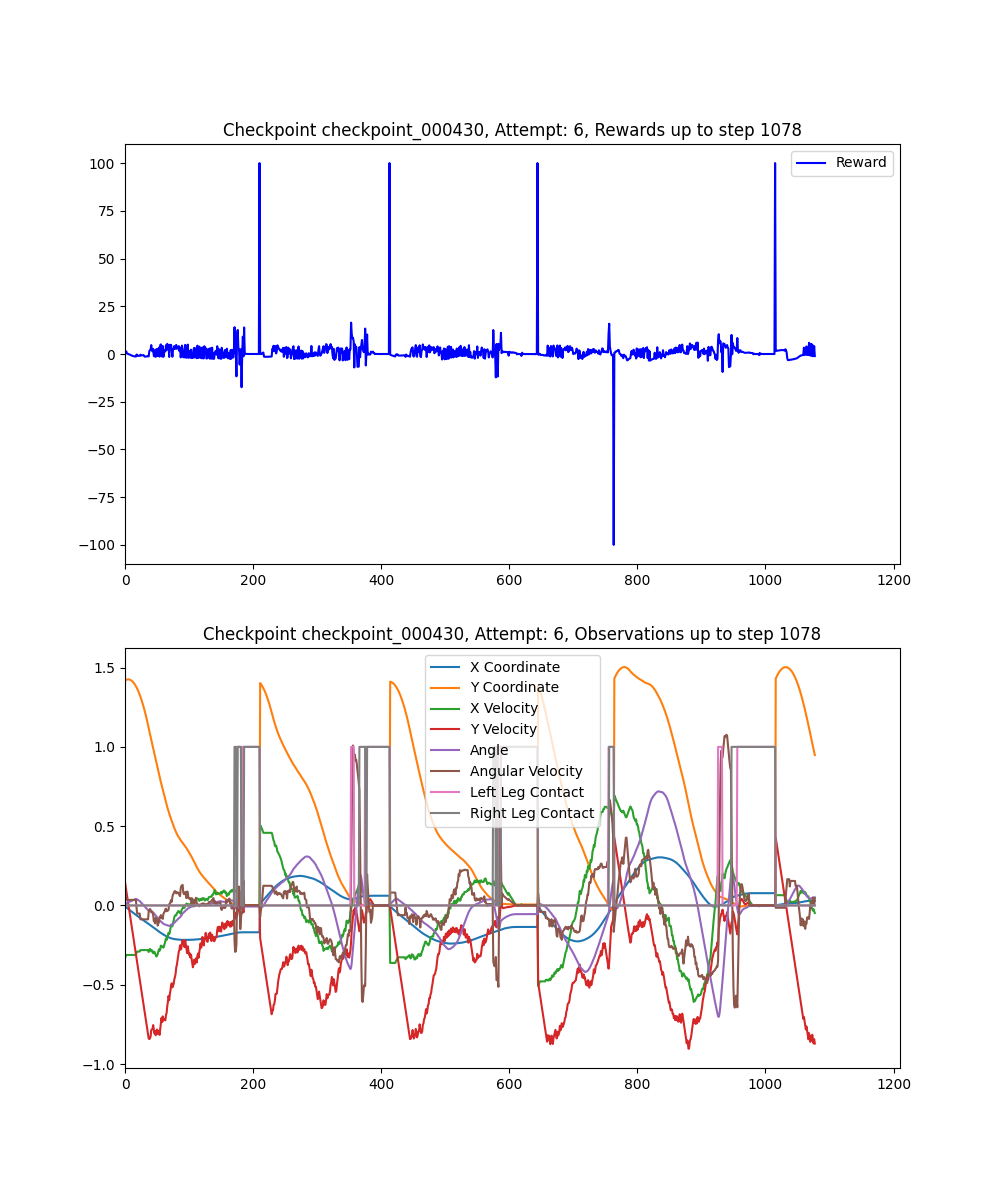 Checkpoint checkpoint_000430, Attempt: 6, Rewards up to step 1078
100
75
50
25
0
−25
−50
−75
−100
Reward
0 200 400 600 800 1000 1200
Checkpoint checkpoint_000430, Attempt: 6, Observations up to step 1078
1.5
1.0
0.5
0.0
−0.5
−1.0
X Coordinate
Y Coordinate
X Velocity
Y Velocity
Angle
Angular Velocity
Left Leg Contact
Right Leg Contact
0 200 400 600 800 1000 1200